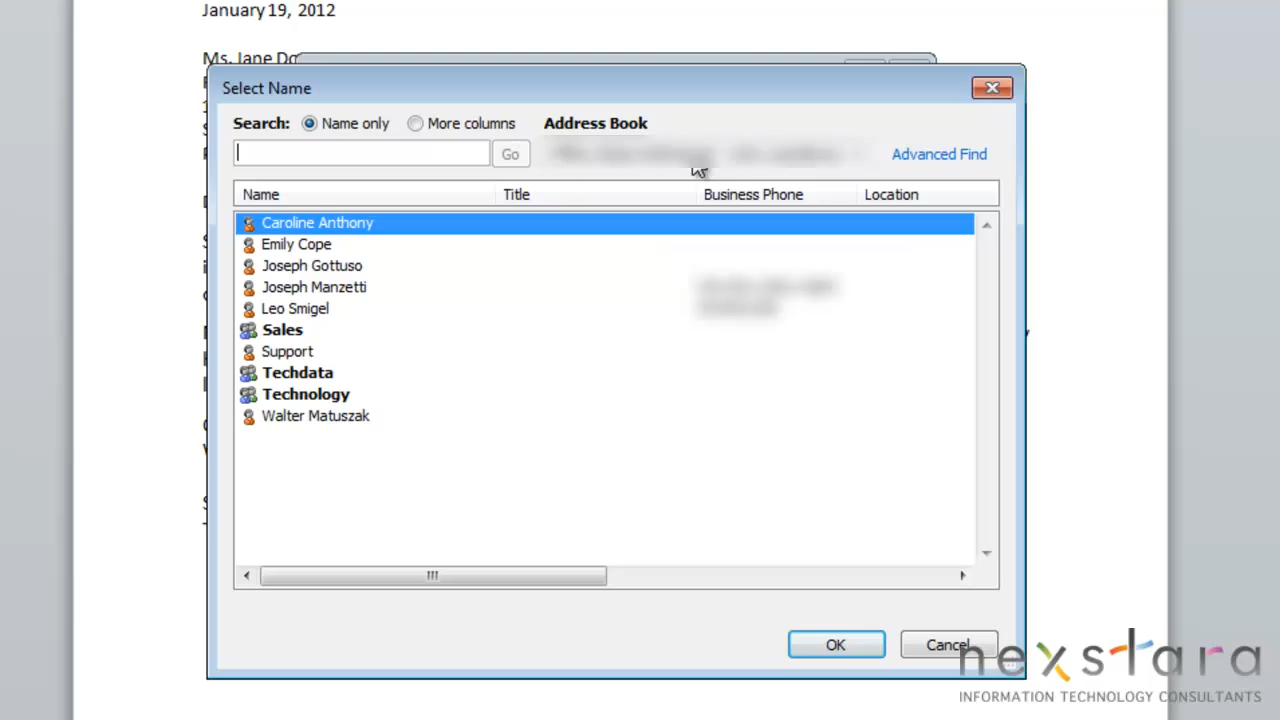 January 19, 2012
Ms. Jane Do
Select Name
Search: Name only More columns Address Book
Go Advanced Find
Name Title Business Phone Location
Caroline Anthony
Emily Cope
Joseph Gottuso
Joseph Manzetti
Leo Smigel
Sales
Support
Techdata
Technology
Walter Matuszak
OK Cancel
nexstara
INFORMATION TECHNOLOGY CONSULTANTS